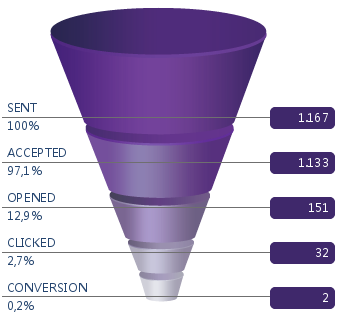 SENT
100%
1.167
ACCEPTED
97,1%
1.133
OPENED
12,9%
151
CLICKED
2,7%
32
CONVERSION
0,2%
2